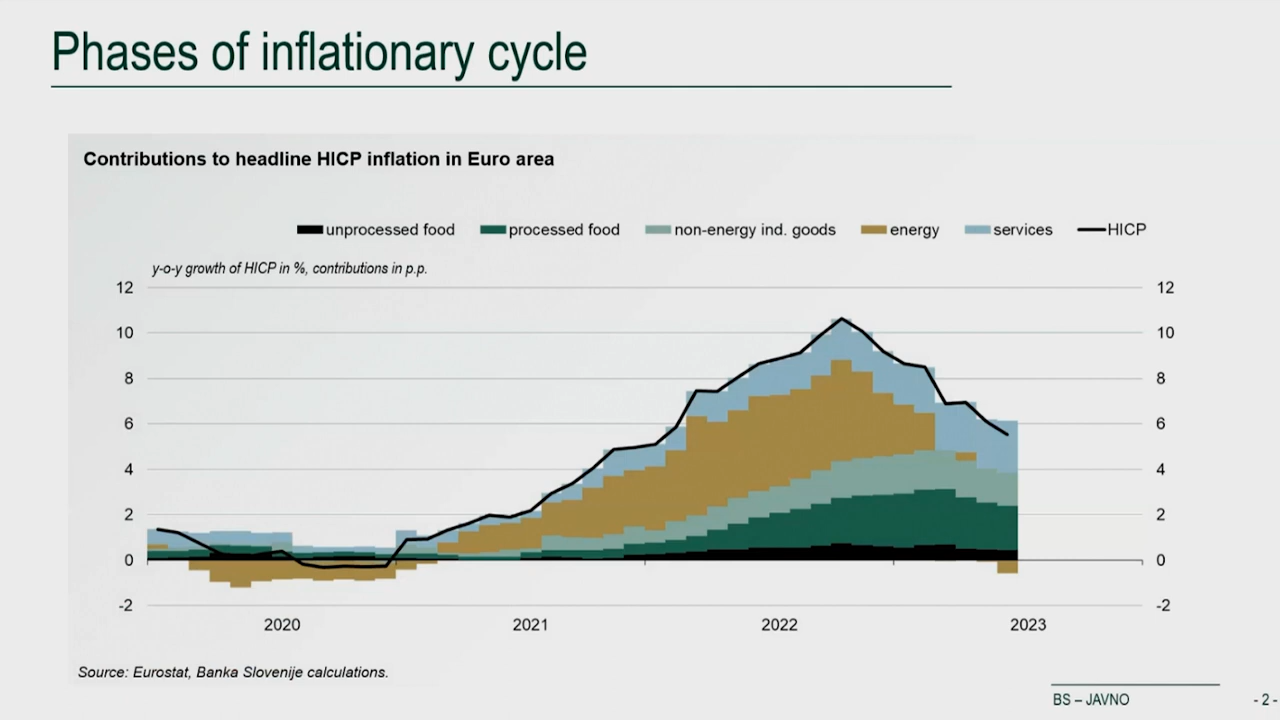 Phases of inflationary cycle
Contributions to headline HICP inflation in Euro area
unprocessed food processed food non-energy ind. goods energy services HICP
y-o-y growth of HICP in %, contributions in p.p.
12 12
10 10
8 8
6 6
4 4
2 2
0 0
-2 -2
2020 2021 2022 2023
Source: Eurostat, Banka Slovenije calculations.
BS – JAVNO - 2 -